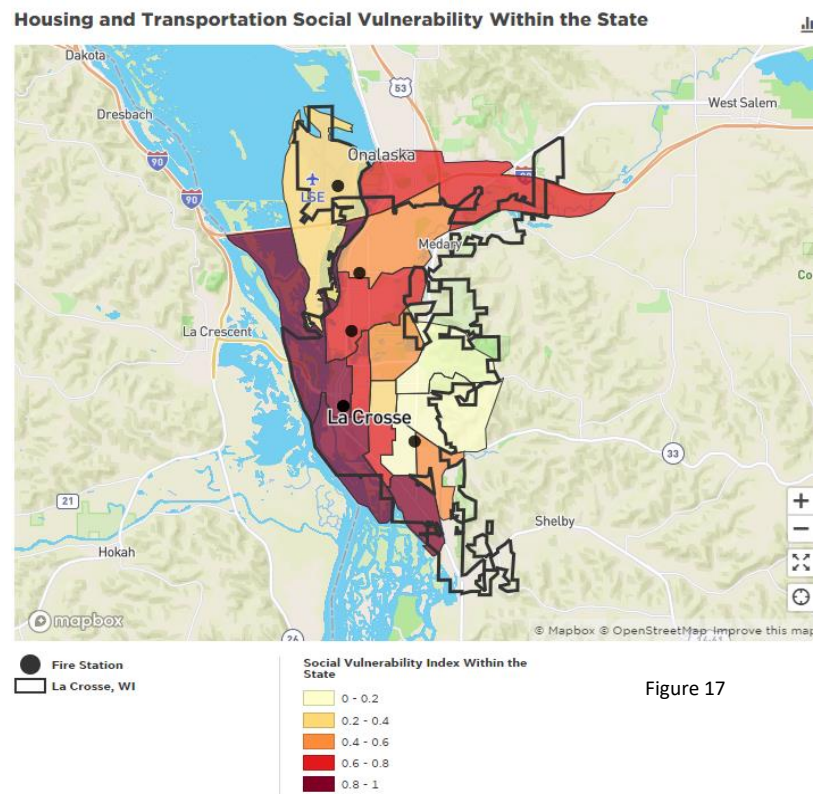 Housing and Transportation Social Vulnerability Within the State
Dakota
53
West Salem
Dresbach
90
Onalaska
90
LSE
90
Medary
La Crescent
La Crosse
33
21
Shelby
Hokah
mapbox
26
© Mapbox © OpenStreetMap Improve this map
Fire Station
La Crosse, WI
Social Vulnerability Index Within the
State
0 - 0.2
0.2 - 0.4
0.4 - 0.6
0.6 - 0.8
0.8 - 1
Figure 17